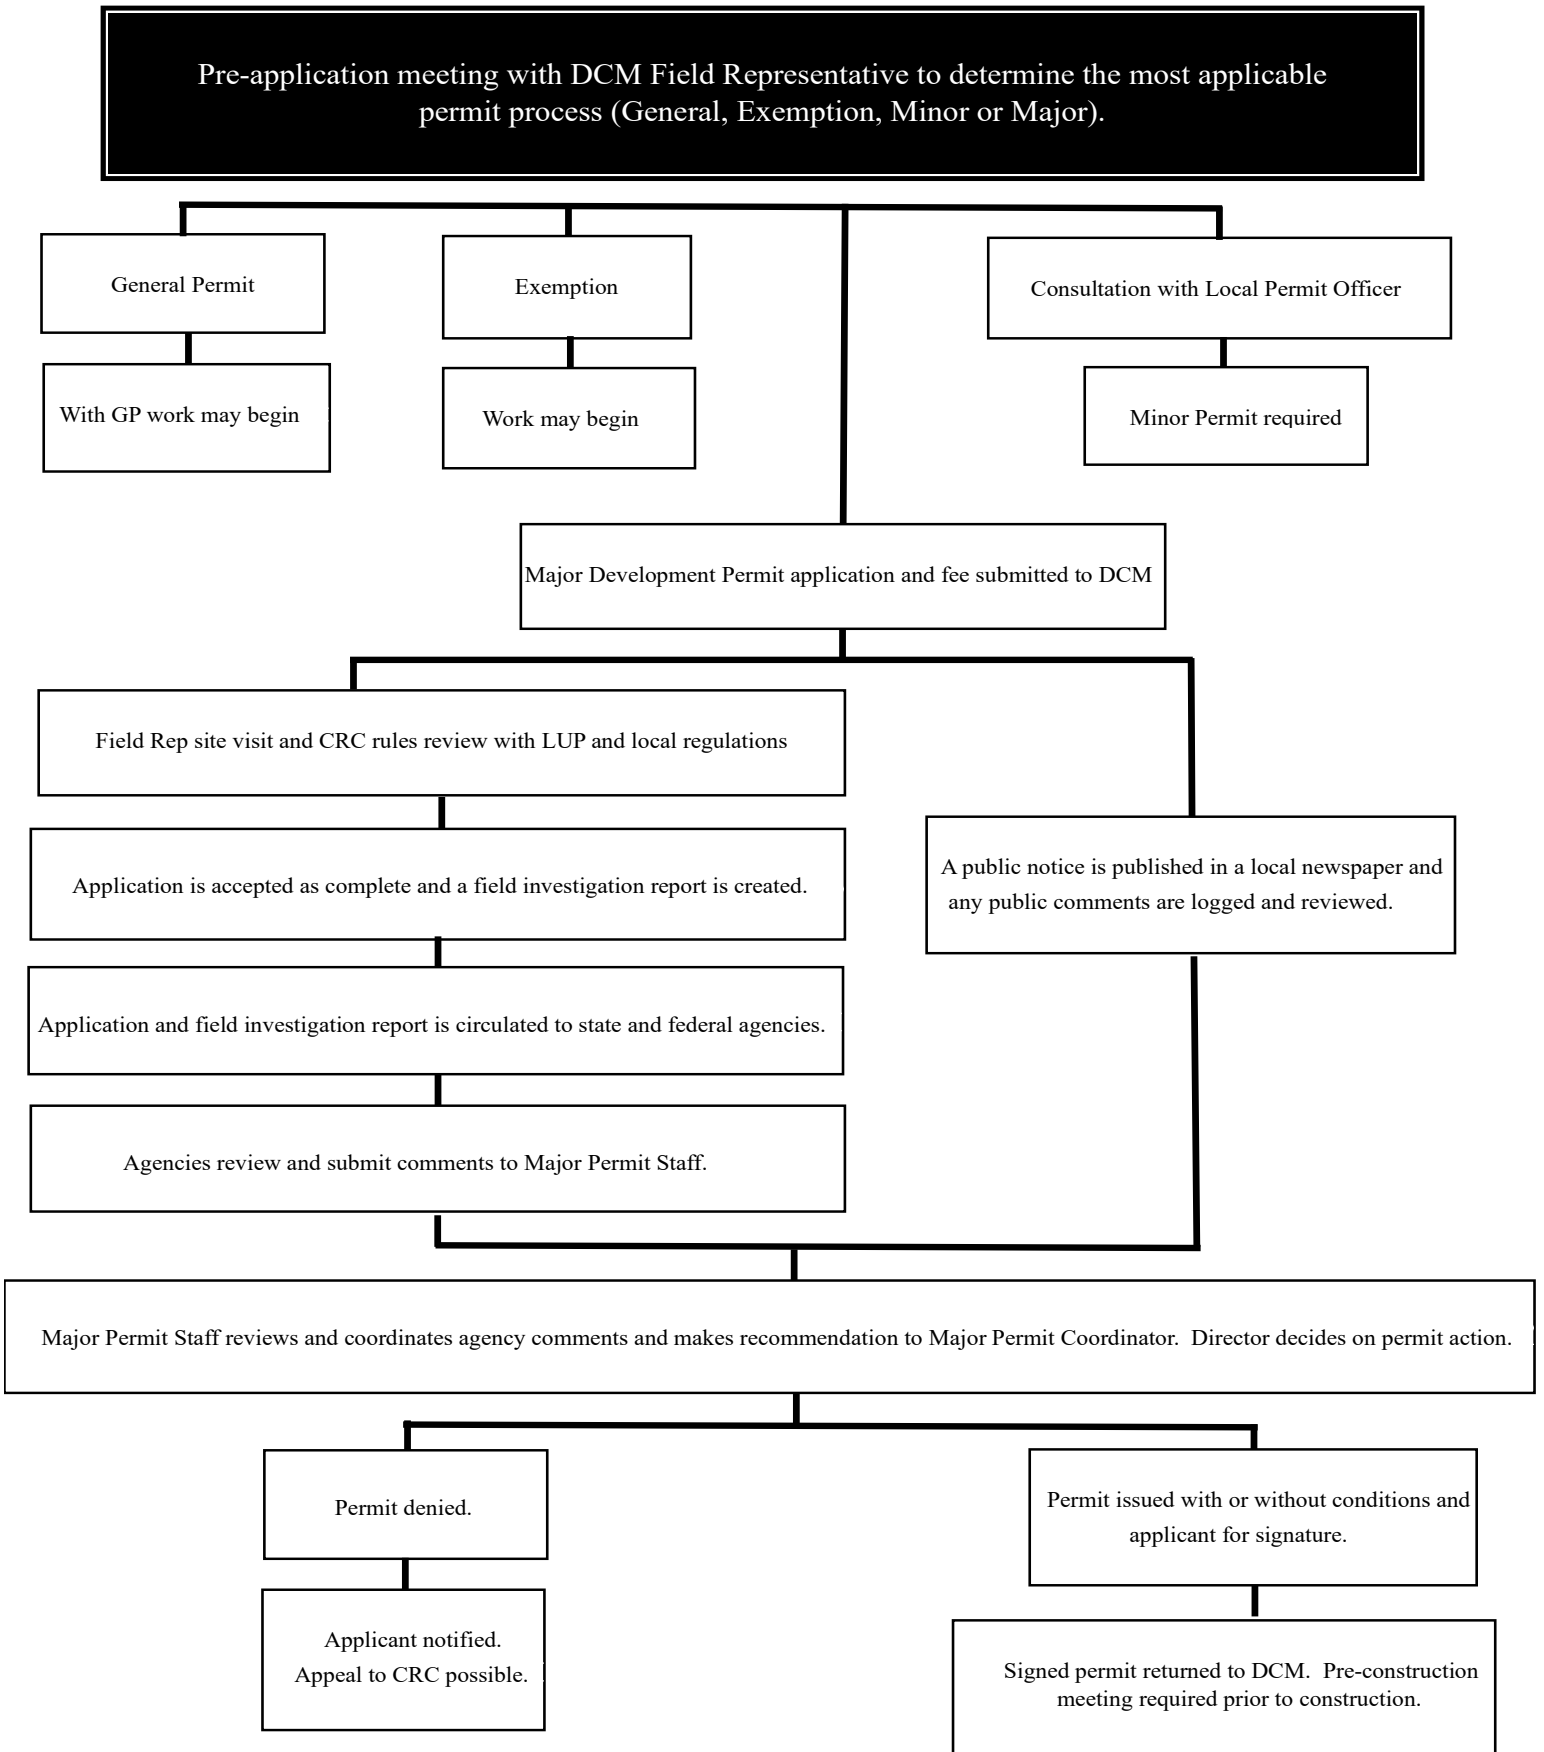 Pre-application meeting with DCM Field Representative to determine the most applicable
permit process (General, Exemption, Minor or Major).
General Permit
Exemption
Consultation with Local Permit Officer
With GP work may begin
Work may begin
Minor Permit required
Major Development Permit application and fee submitted to DCM
Field Rep site visit and CRC rules review with LUP and local regulations
Application is accepted as complete and a field investigation report is created.
A public notice is published in a local newspaper and
any public comments are logged and reviewed.
Application and field investigation report is circulated to state and federal agencies.
Agencies review and submit comments to Major Permit Staff.
Major Permit Staff reviews and coordinates agency comments and makes recommendation to Major Permit Coordinator.  Director decides on permit action.
Permit denied.
Permit issued with or without conditions and
applicant for signature.
Applicant notified.
Appeal to CRC possible.
Signed permit returned to DCM.  Pre-construction
meeting required prior to construction.